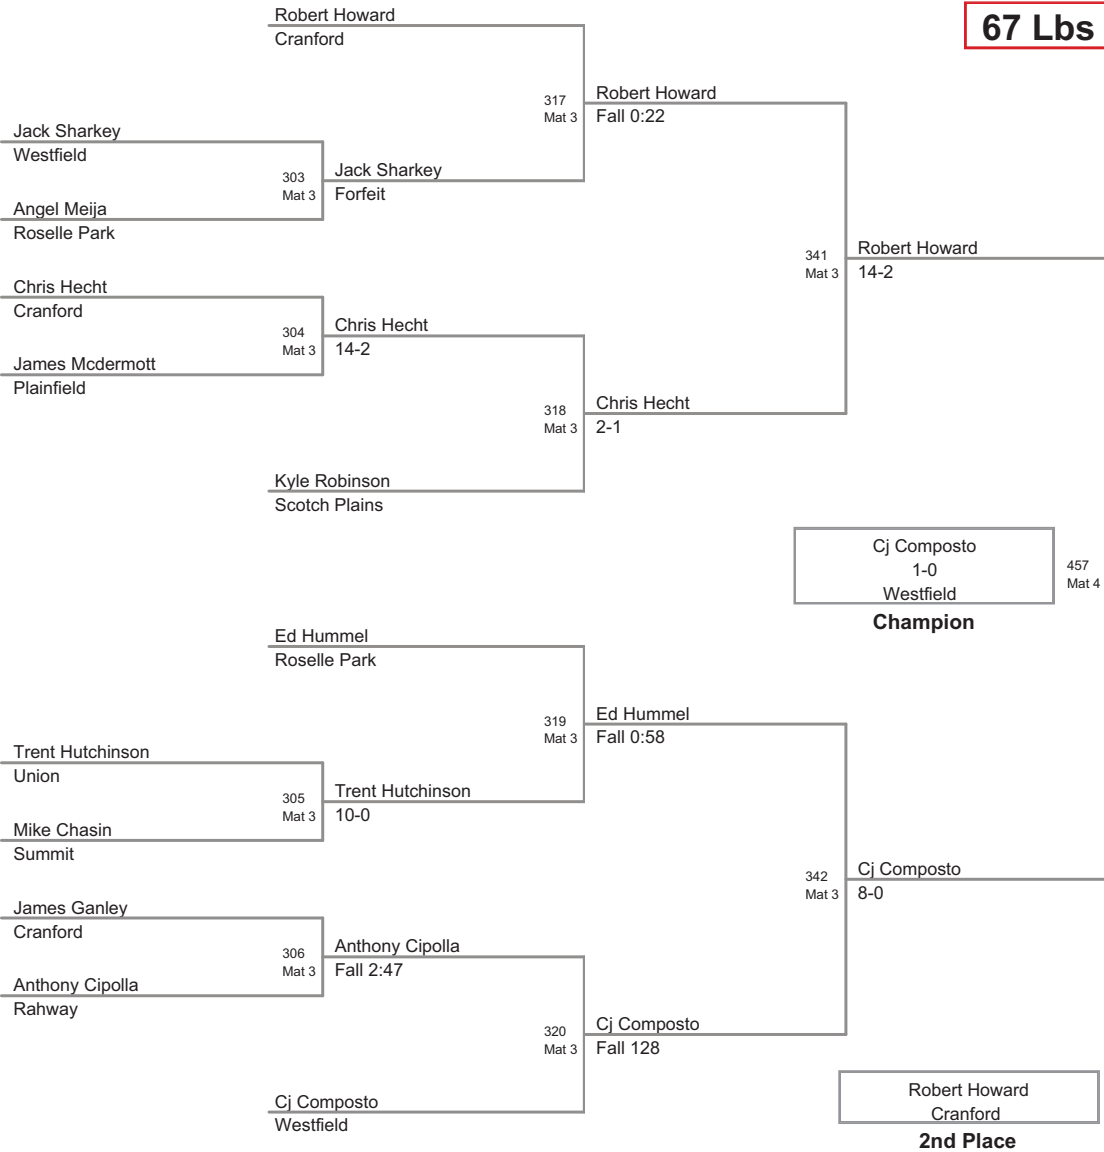 67 Lbs
Robert Howard
Cranford
317
Mat 3
Robert Howard
Fall 0:22
Jack Sharkey
Westfield
303
Mat 3
Jack Sharkey
Forfeit
Angel Meija
Roselle Park
341
Mat 3
Robert Howard
14-2
Chris Hecht
Cranford
304
Mat 3
Chris Hecht
14-2
James Mcdermott
Plainfield
318
Mat 3
Chris Hecht
2-1
Kyle Robinson
Scotch Plains
Cj Composto
1-0
Westfield
457
Mat 4
Champion
Ed Hummel
Roselle Park
319
Mat 3
Ed Hummel
Fall 0:58
Trent Hutchinson
Union
305
Mat 3
Trent Hutchinson
10-0
Mike Chasin
Summit
342
Mat 3
Cj Composto
8-0
James Ganley
Cranford
306
Mat 3
Anthony Cipolla
Fall 2:47
Anthony Cipolla
Rahway
320
Mat 3
Cj Composto
Fall 128
Cj Composto
Westfield
Robert Howard
Cranford
2nd Place